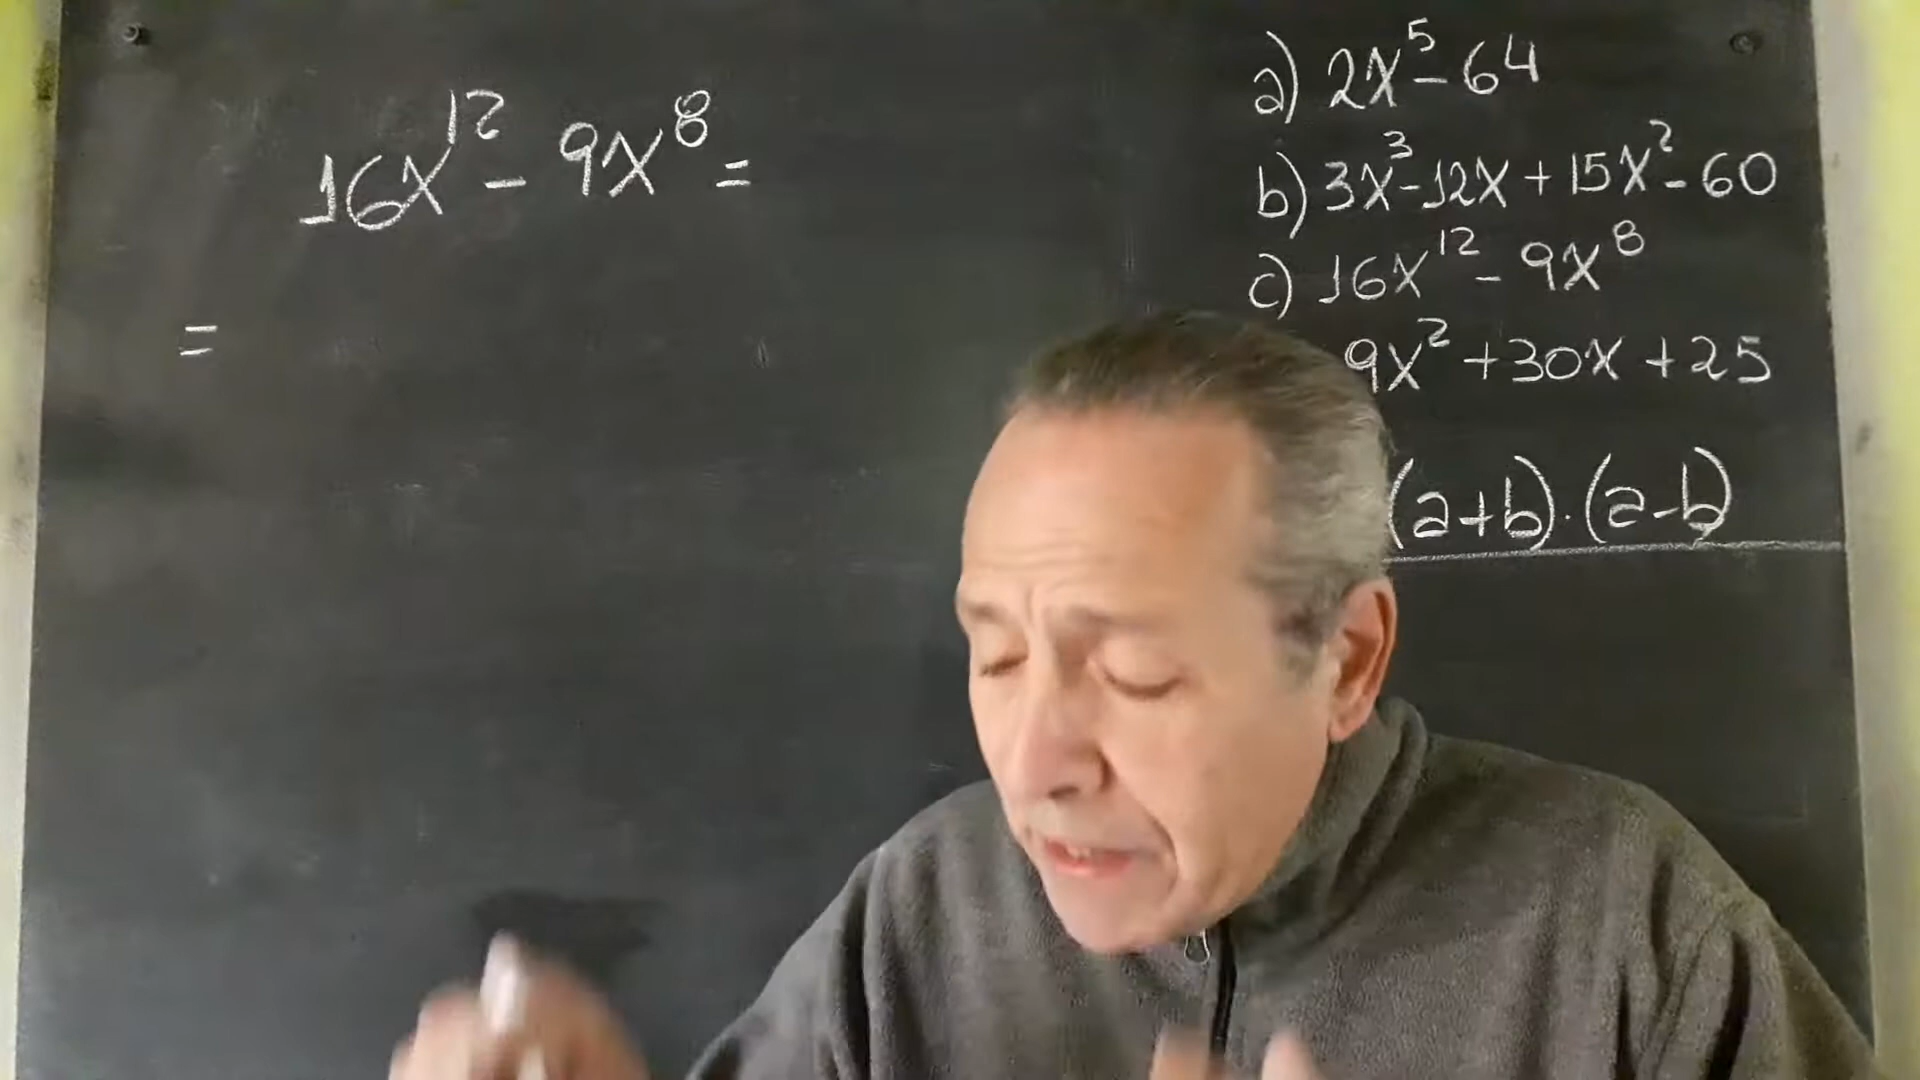 16x¹² - 9x⁸ =
=
a) 2x⁵ - 64
b) 3x³ - 12x + 15x² - 60
c) 16x¹² - 9x⁸
9x² + 30x + 25
(a+b)·(a-b)